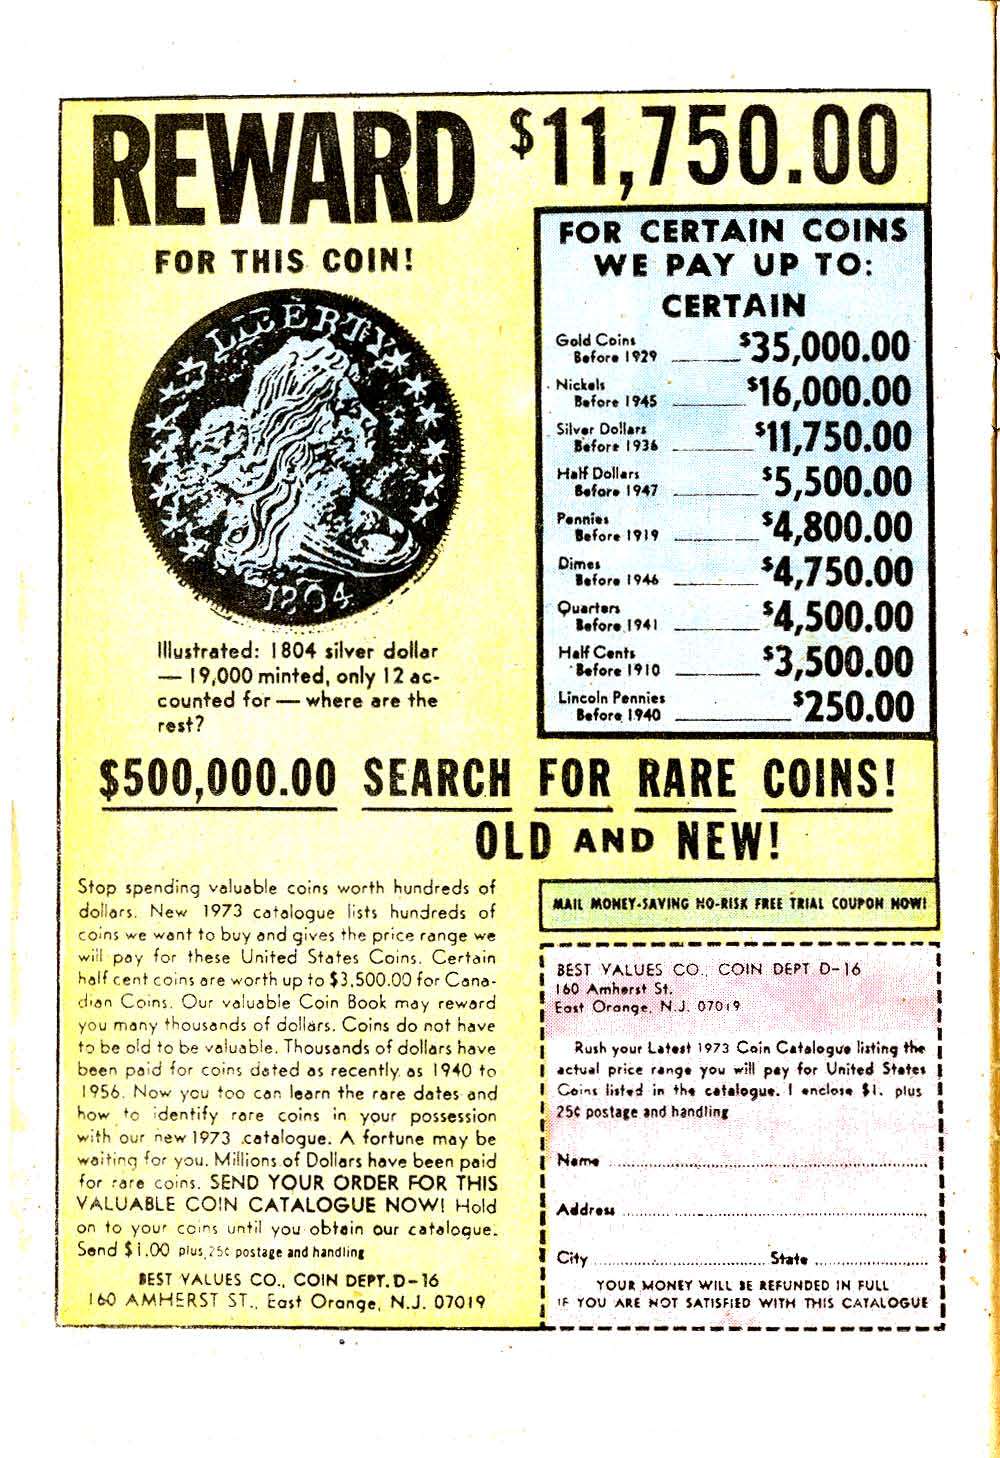 REWARD $11,750.00
FOR THIS COIN!
LIBERTY
1804
Illustrated: 1804 silver dollar
— 19,000 minted, only 12 ac-
counted for — where are the
rest?
FOR CERTAIN COINS
WE PAY UP TO:
CERTAIN
Gold Coins
Before 1929 $35,000.00
Nickels
Before 1945 $16,000.00
Silver Dollars
Before 1936 $11,750.00
Half Dollars
Before 1947 $5,500.00
Pennies
Before 1919 $4,800.00
Dimes
Before 1946 $4,750.00
Quarters
Before 1941 $4,500.00
Half Cents
Before 1910 $3,500.00
Lincoln Pennies
Before 1940 $250.00
$500,000.00 SEARCH FOR RARE COINS!
OLD AND NEW!
Stop spending valuable coins worth hundreds of
dollars. New 1973 catalogue lists hundreds of
coins we want to buy and gives the price range we
will pay for these United States Coins. Certain
half cent coins are worth up to $3,500.00 for Cana-
dian Coins. Our valuable Coin Book may reward
you many thousands of dollars. Coins do not have
to be old to be valuable. Thousands of dollars have
been paid for coins dated as recently as 1940 to
1956. Now you too can learn the rare dates and
how to identify rare coins in your possession
with our new 1973 catalogue. A fortune may be
waiting for you. Millions of Dollars have been paid
for rare coins. SEND YOUR ORDER FOR THIS
VALUABLE COIN CATALOGUE NOW! Hold
on to your coins until you obtain our catalogue.
Send $1.00 plus 25¢ postage and handling
BEST VALUES CO., COIN DEPT. D-16
160 AMHERST ST., East Orange, N.J. 07019
MAIL MONEY-SAVING NO-RISK FREE TRIAL COUPON NOW!
BEST VALUES CO., COIN DEPT D-16
160 Amherst St.
East Orange, N.J. 07019
Rush your Latest 1973 Coin Catalogue listing the
actual price range you will pay for United States
Coins listed in the catalogue. I enclose $1. plus
25¢ postage and handling
Name
Address
City State
YOUR MONEY WILL BE REFUNDED IN FULL
IF YOU ARE NOT SATISFIED WITH THIS CATALOGUE